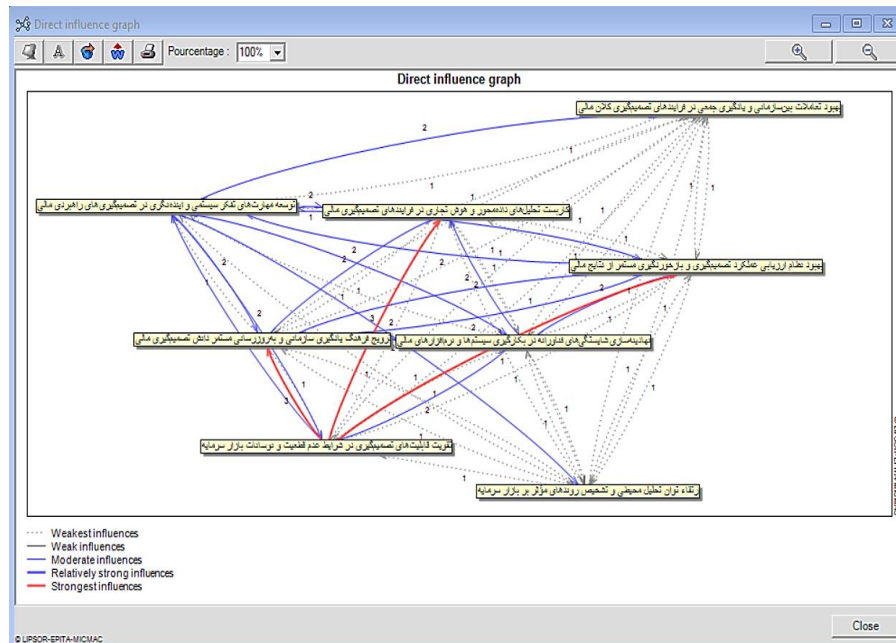 Direct influence graph
Pourcentage : 100%
Direct influence graph
بهبود تعاملات بین‌سازمانی و یادگیری جمعی در فرایندهای تصمیم‌گیری کلان مالی
2
1
توسعه مهارت‌های تفکر سیستمی و آینده‌نگری در تصمیم‌گیری‌های راهبردی مالی
2
1
کاربست تحلیل‌های داده‌محور و هوش تجاری در فرایندهای تصمیم‌گیری مالی
بهبود نظام ارزیابی عملکرد تصمیم‌گیری و بازخوردگیری مستمر از نتایج مالی
ترویج فرهنگ یادگیری سازمانی و به‌روزرسانی مستمر دانش تصمیم‌گیری مالی
نهادینه‌سازی شایستگی‌های فناورانه در بکارگیری سیستم‌ها و نرم‌افزارهای مالی
تقویت قابلیت‌های تصمیم‌گیری در شرایط عدم قطعیت و نوسانات بازار سرمایه
ارتقاء توان تحلیل محیطی و تشخیص روندهای مؤثر بر بازار سرمایه
Weakest influences
Weak influences
Moderate influences
Relatively strong influences
Strongest influences
Close
© LIPSOR-EPITA-MICMAC